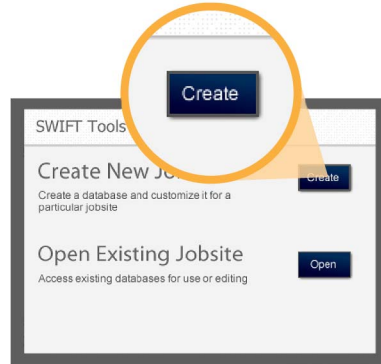 Create
SWIFT Tools
Create New Jo
Create
Create a database and customize it for a
particular jobsite
Open Existing Jobsite
Open
Access existing databases for use or editing